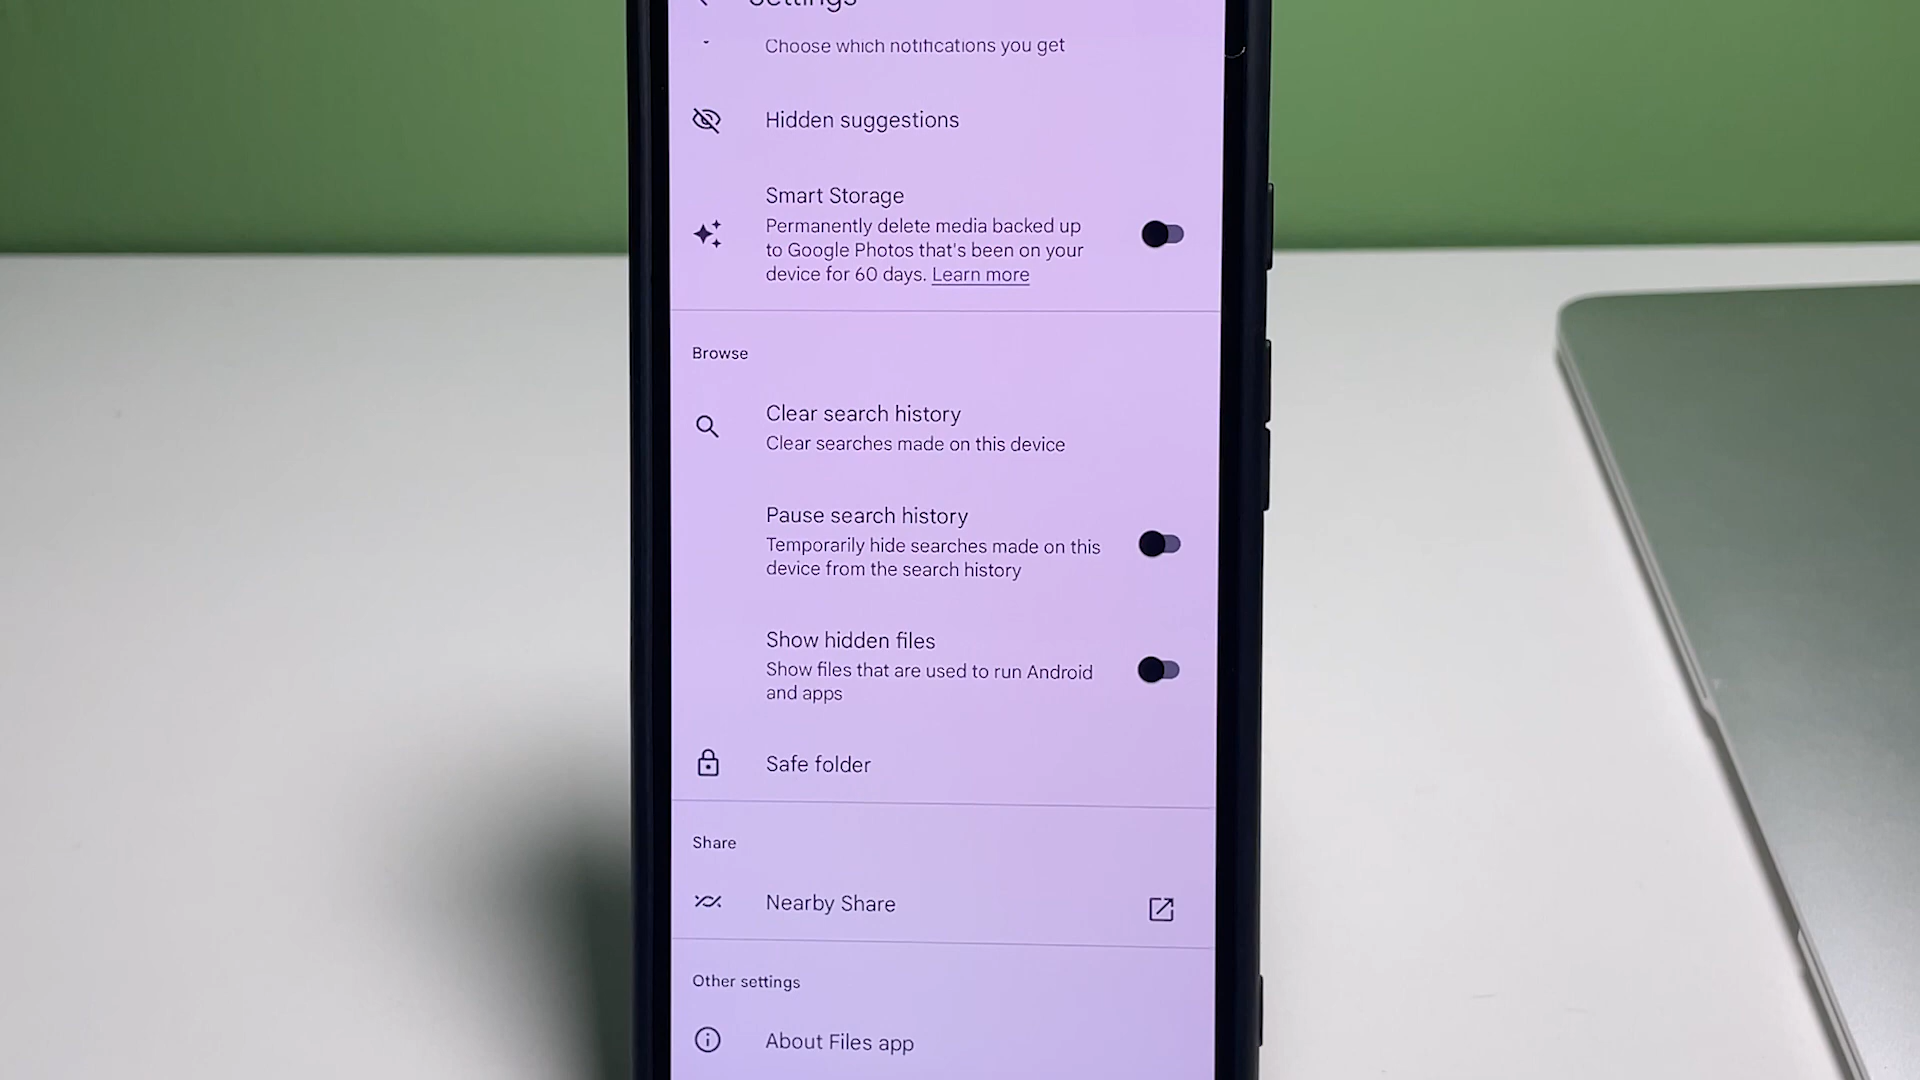 Settings
Choose which notifications you get
Hidden suggestions
Smart Storage
Permanently delete media backed up
to Google Photos that's been on your
device for 60 days. Learn more
Browse
Clear search history
Clear searches made on this device
Pause search history
Temporarily hide searches made on this
device from the search history
Show hidden files
Show files that are used to run Android
and apps
Safe folder
Share
Nearby Share
Other settings
About Files app